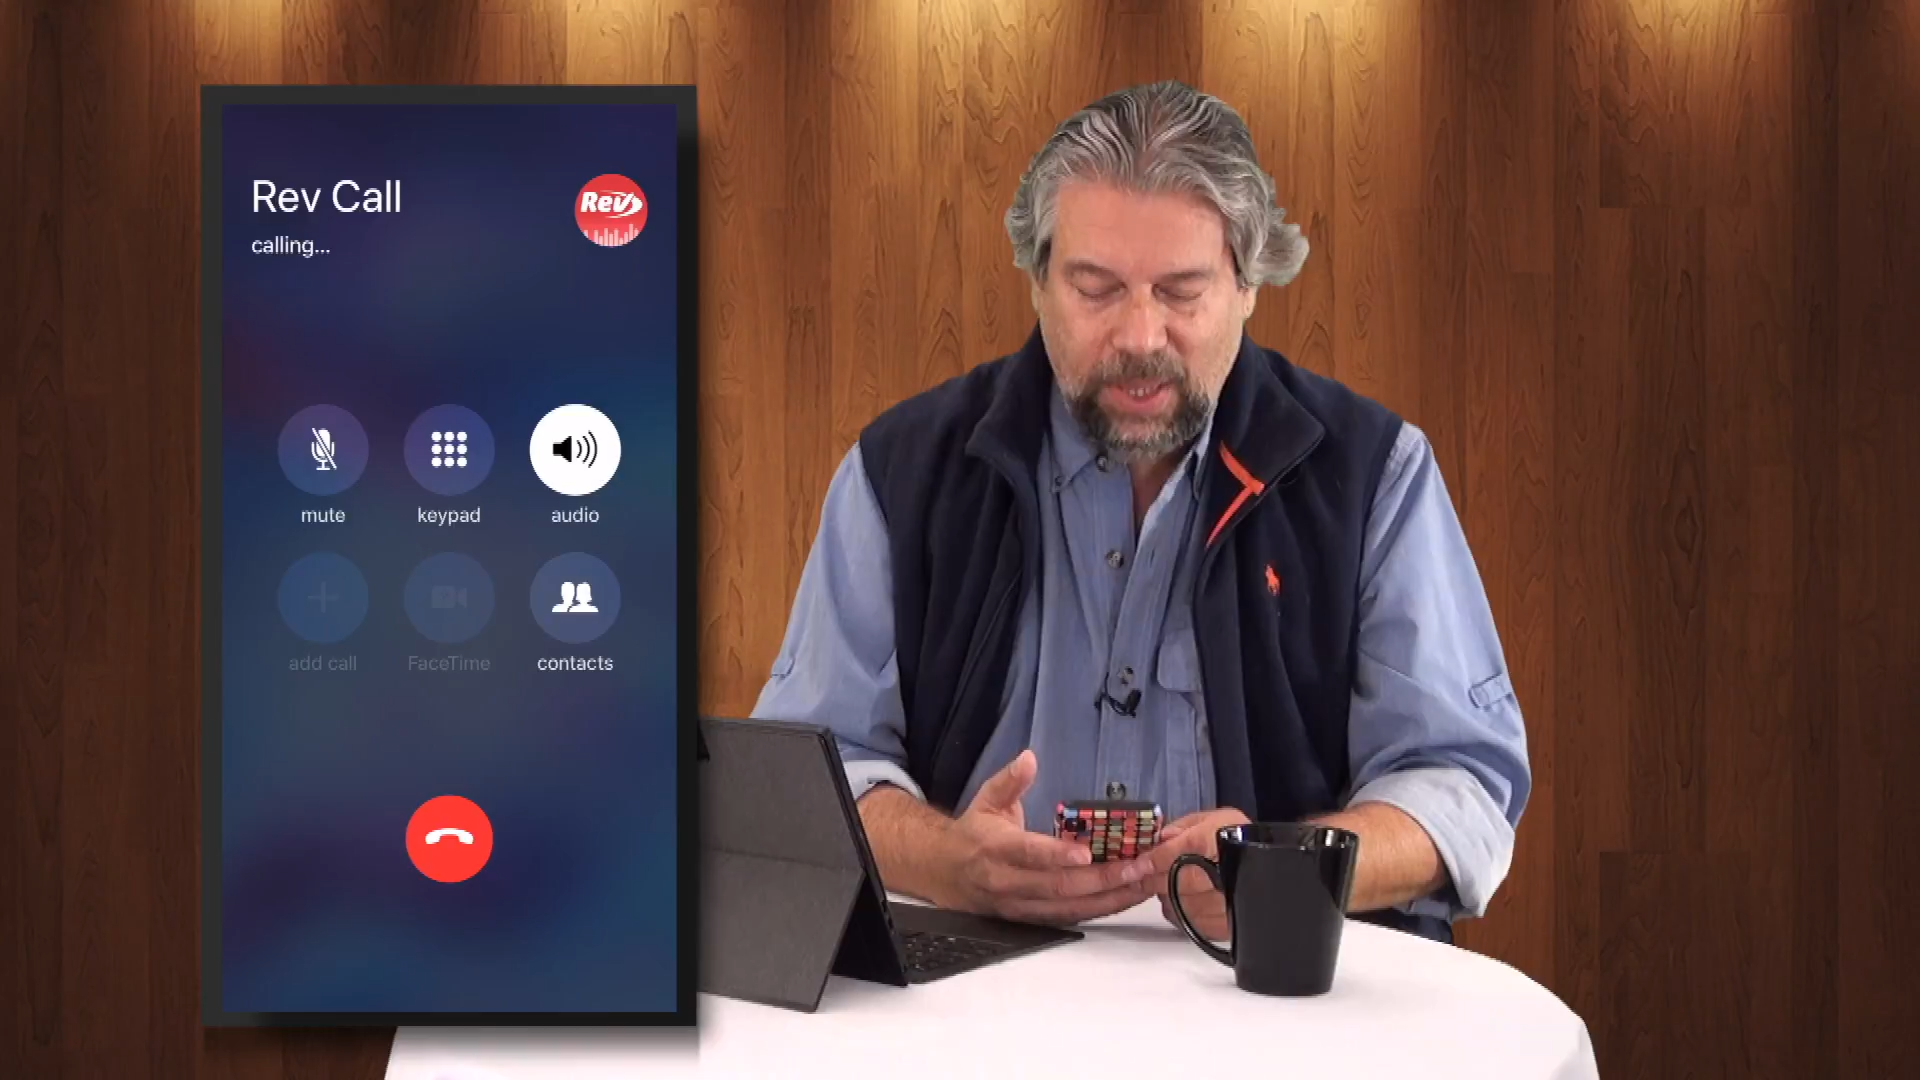 Rev Call
calling...
Rev
mute
keypad
audio
add call
FaceTime
contacts